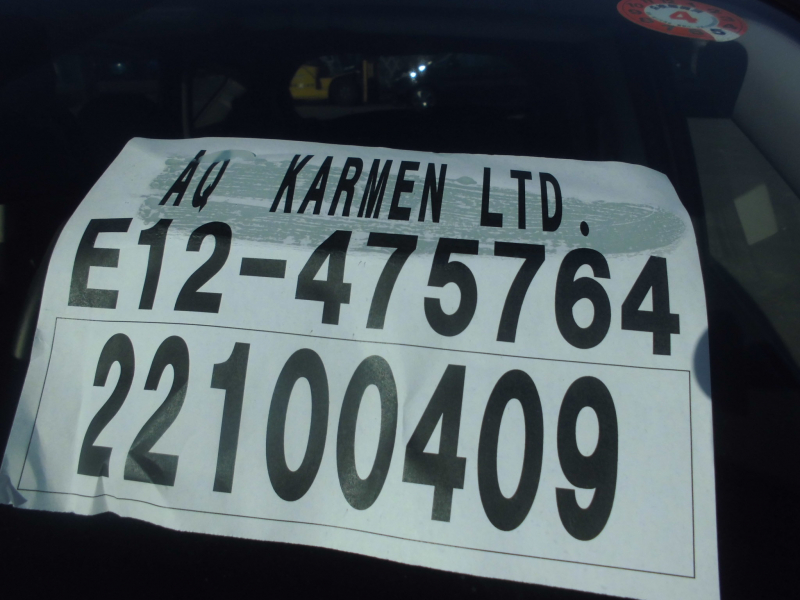 AQ KARMEN LTD.
E12-475764
22100409